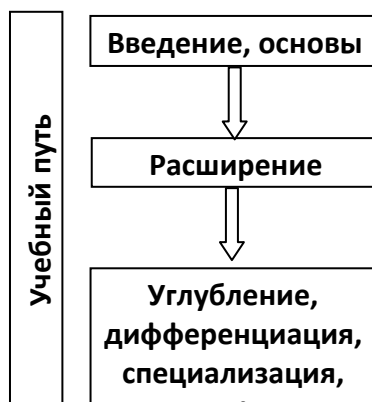 Учебный путь
Введение, основы
Расширение
Углубление,
дифференциация,
специализация,